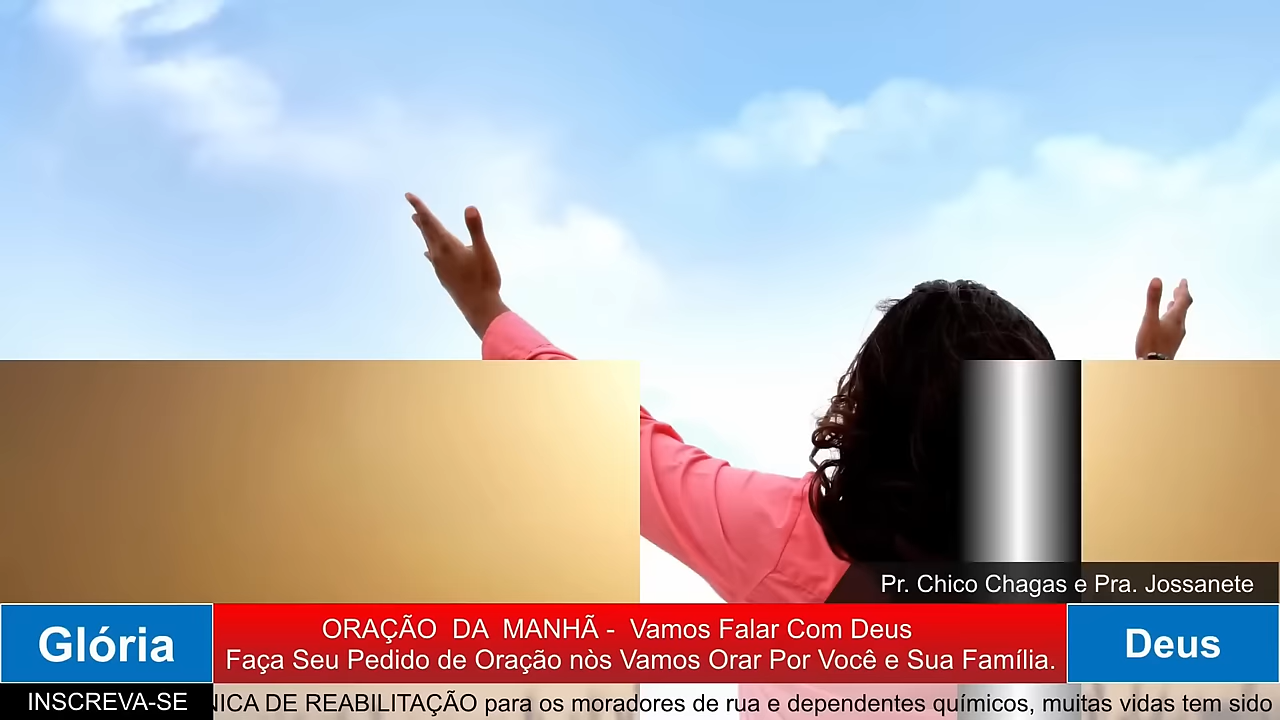 Pr. Chico Chagas e Pra. Jossanete
Glória
ORAÇÃO DA MANHÃ - Vamos Falar Com Deus
Faça Seu Pedido de Oração nòs Vamos Orar Por Você e Sua Família.
Deus
INSCREVA-SE
DE REABILITAÇÃO para os moradores de rua e dependentes químicos, muitas vidas tem sido